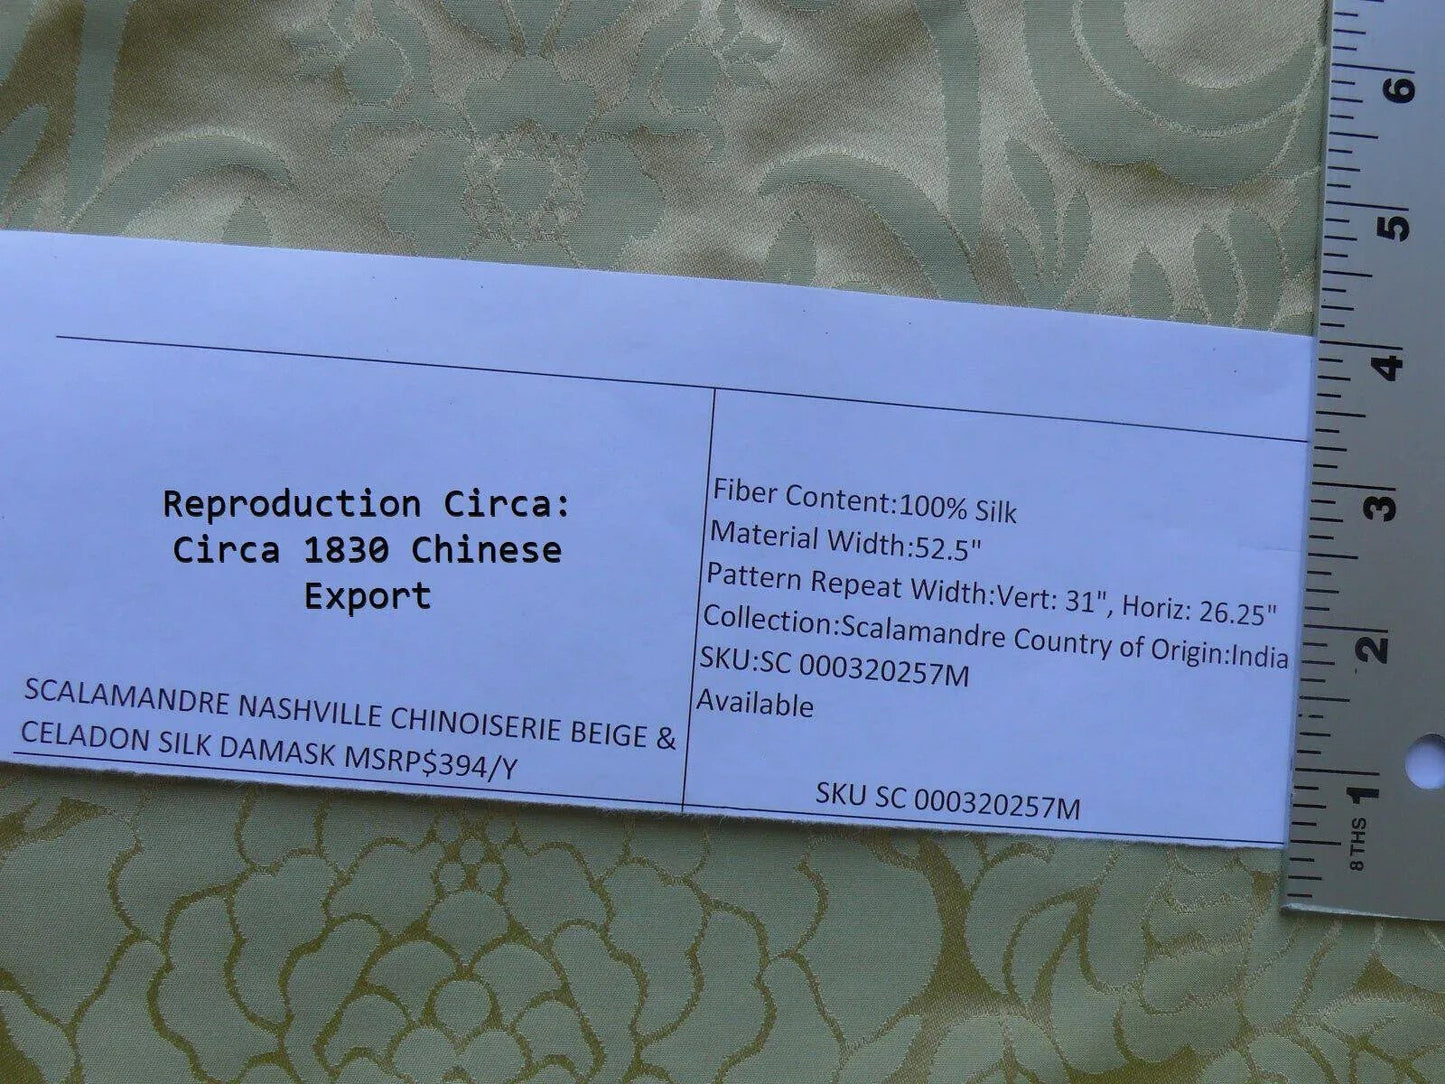 Reproduction Circa:
Circa 1830 Chinese
Export
SCALAMANDRE NASHVILLE CHINOISERIE BEIGE &
CELADON SILK DAMASK MSRP$394/Y
Fiber Content:100% Silk
Material Width:52.5"
Pattern Repeat Width:Vert: 31", Horiz: 26.25"
Collection:Scalamandre Country of Origin:India
SKU:SC 000320257M
Available
SKU SC 000320257M
6
5
4
3
2
1
8THS